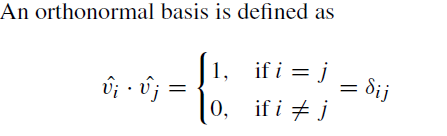 An orthonormal basis is defined as
v̂ᵢ · v̂ⱼ = { 1, if i = j
0, if i ≠ j = δᵢⱼ